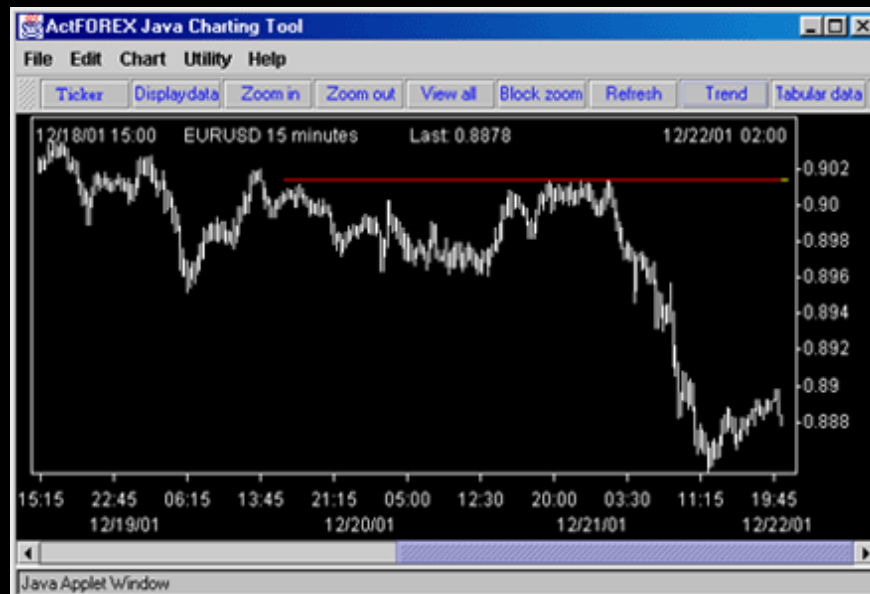 ActFOREX Java Charting Tool
File Edit Chart Utility Help
Ticker Display data Zoom in Zoom out View all Block zoom Refresh Trend Tabular data
12/18/01 15:00 EURUSD 15 minutes Last: 0.8878 12/22/01 02:00
0.902
0.90
0.898
0.896
0.894
0.892
0.89
0.888
15:15 22:45 06:15 13:45 21:15 05:00 12:30 20:00 03:30 11:15 19:45
12/19/01 12/20/01 12/21/01 12/22/01
Java Applet Window